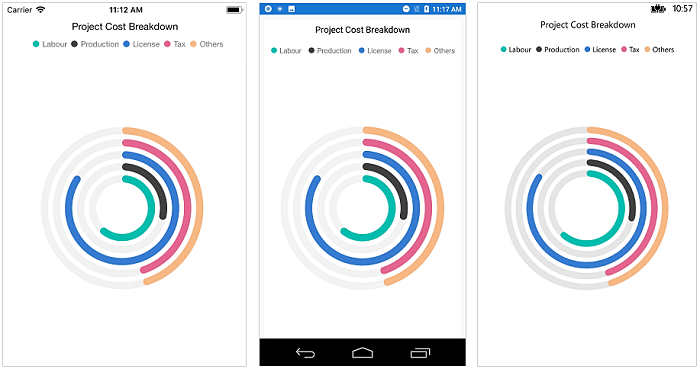 Carrier 11:12 AM
Project Cost Breakdown
Labour Production License Tax Others
11:17 AM
Project Cost Breakdown
Labour Production License Tax Others
10:57
Project Cost Breakdown
Labour Production License Tax Others